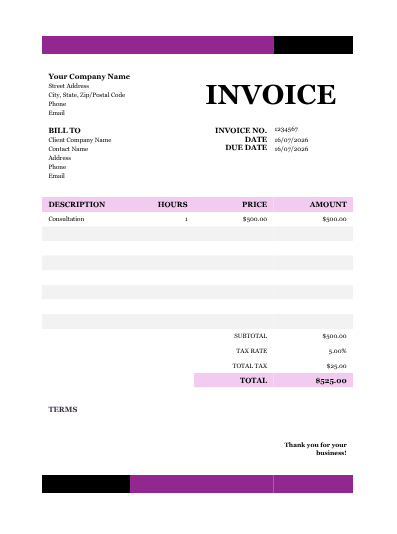 Your Company Name
Street Address
City, State, Zip/Postal Code
Phone
Email
INVOICE
BILL TO
Client Company Name
Contact Name
Address
Phone
Email
INVOICE NO. 1234567
DATE 16/07/2026
DUE DATE 16/07/2026
DESCRIPTION HOURS PRICE AMOUNT
Consultation 1 $500.00 $500.00
SUBTOTAL $500.00
TAX RATE 5.00%
TOTAL TAX $25.00
TOTAL $525.00
TERMS
Thank you for your
business!